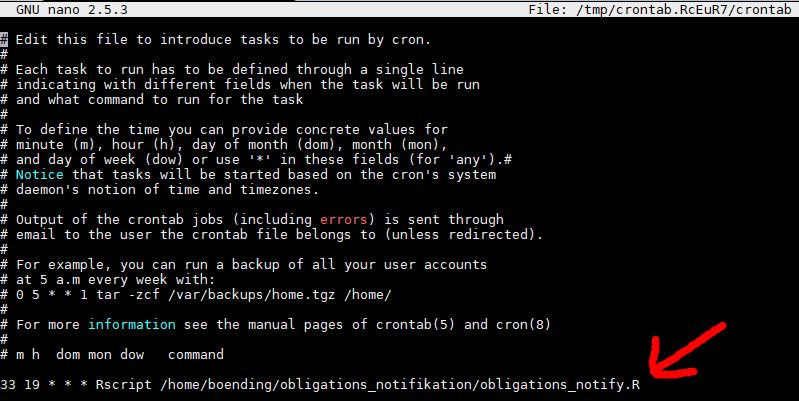 GNU nano 2.5.3 File: /tmp/crontab.RcEuR7/crontab
# Edit this file to introduce tasks to be run by cron.
#
# Each task to run has to be defined through a single line
# indicating with different fields when the task will be run
# and what command to run for the task
#
# To define the time you can provide concrete values for
# minute (m), hour (h), day of month (dom), month (mon),
# and day of week (dow) or use '*' in these fields (for 'any').#
# Notice that tasks will be started based on the cron's system
# daemon's notion of time and timezones.
#
# Output of the crontab jobs (including errors) is sent through
# email to the user the crontab file belongs to (unless redirected).
#
# For example, you can run a backup of all your user accounts
# at 5 a.m every week with:
# 0 5 * * 1 tar -zcf /var/backups/home.tgz /home/
#
# For more information see the manual pages of crontab(5) and cron(8)
#
# m h  dom mon dow   command
33 19 * * * Rscript /home/boending/obligations_notifikation/obligations_notify.R